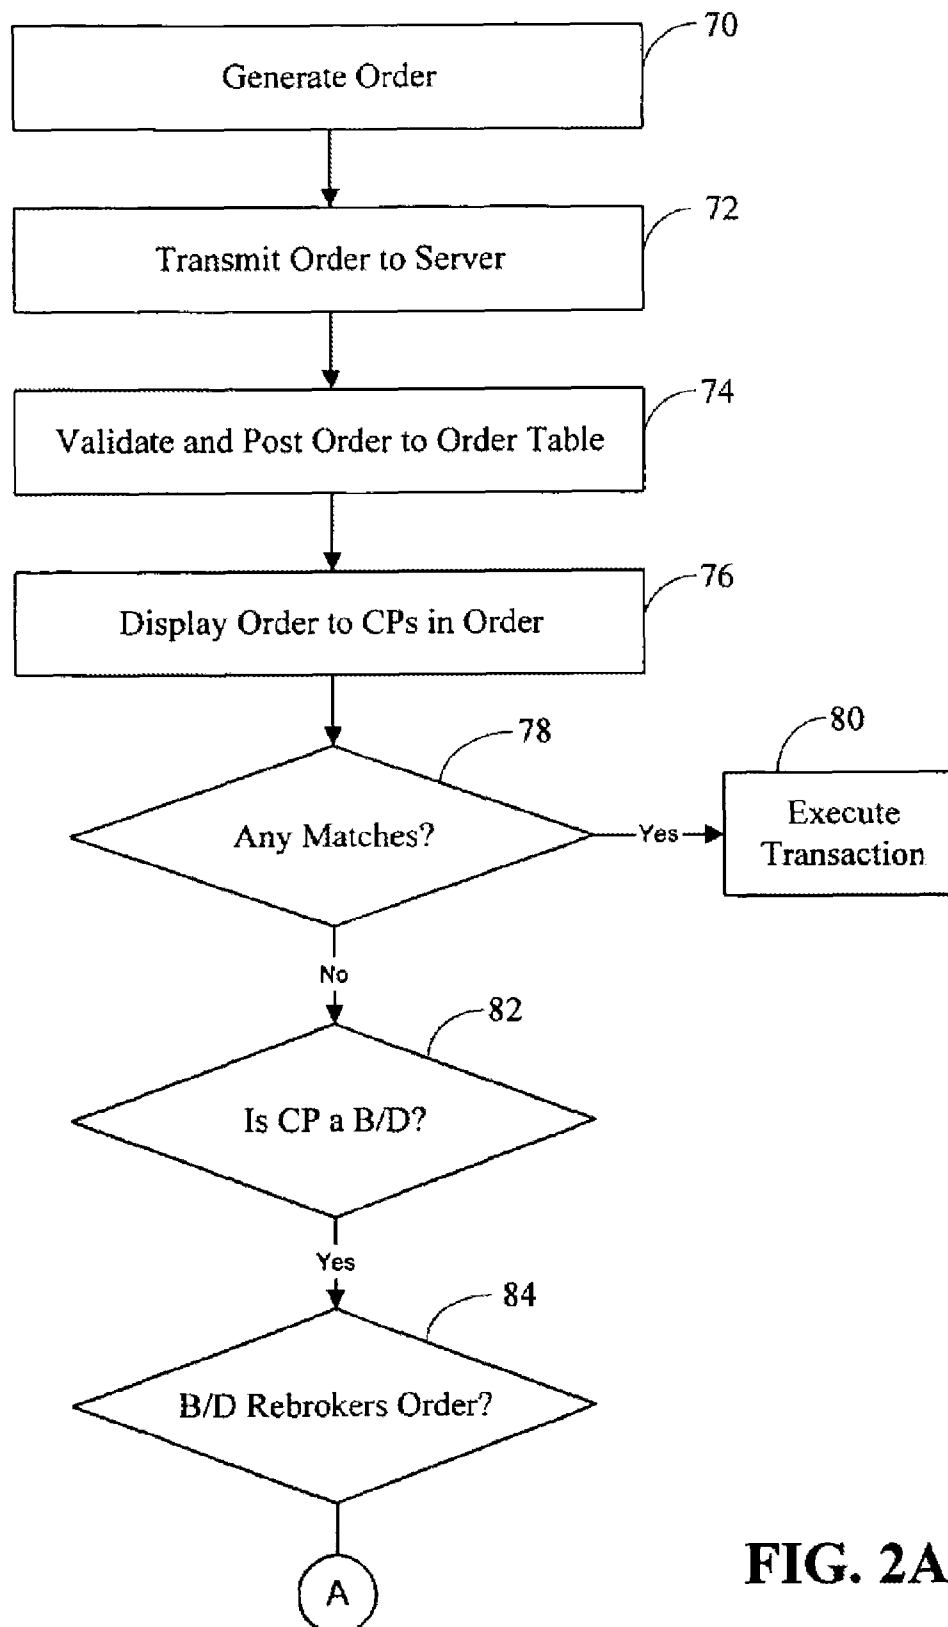 70
Generate Order
72
Transmit Order to Server
74
Validate and Post Order to Order Table
76
Display Order to CPs in Order
78
Any Matches?
Yes
80
Execute
Transaction
No
82
Is CP a B/D?
Yes
84
B/D Rebrokers Order?
A
FIG. 2A